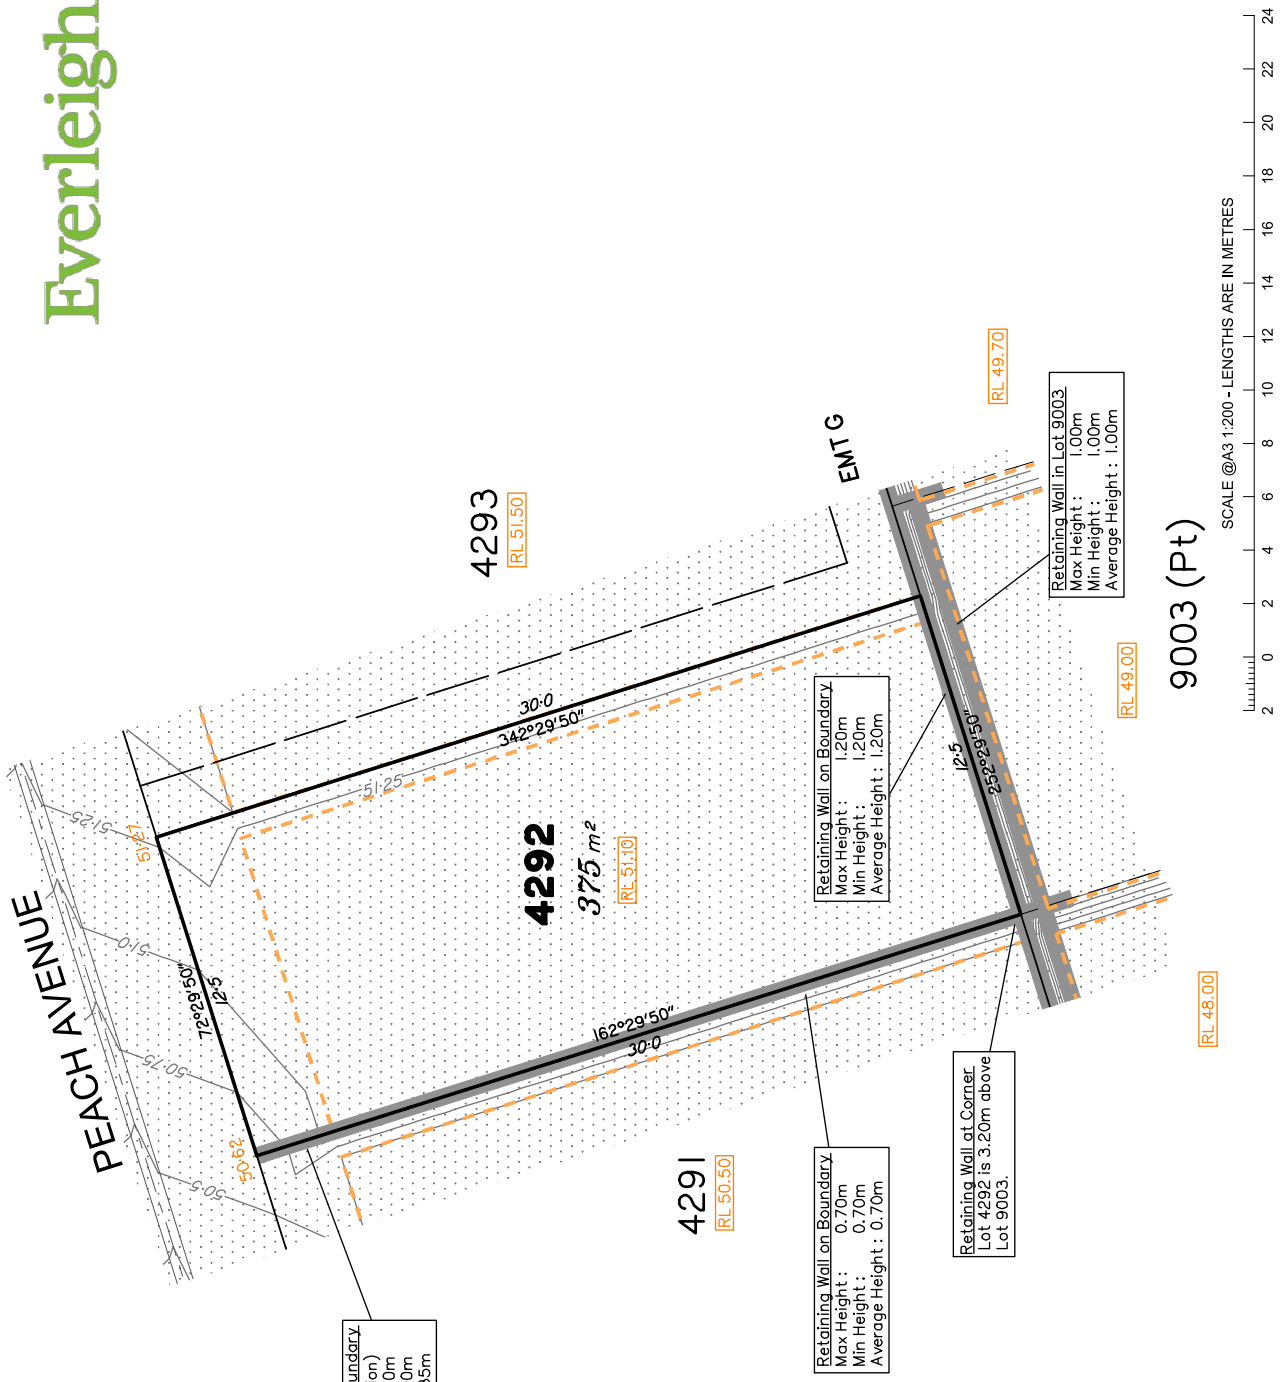 Everleigh
PEACH AVENUE
51·25
51·0
50·75
50·5
51·27
50·62
72°29'50"
12·5
4293
RL 51.50
EMT G
30·0
342°29'50"
51·25
4292
375 m²
RL 51.10
162°29'50"
30·0
4291
RL 50.50
12·5
252°29'50"
Retaining Wall on Boundary
Max Height : 1.20m
Min Height : 1.20m
Average Height : 1.20m
Retaining Wall in Lot 9003
Max Height : 1.00m
Min Height : 1.00m
Average Height : 1.00m
Retaining Wall on Boundary
Max Height : 0.70m
Min Height : 0.70m
Average Height : 0.70m
Retaining Wall at Corner
Lot 4292 is 3.20m above
Lot 9003.
undary
on)
0m
0m
35m
RL 49.70
RL 49.00
RL 48.00
9003 (Pt)
SCALE @A3 1:200 - LENGTHS ARE IN METRES
2 0 2 4 6 8 10 12 14 16 18 20 22 24